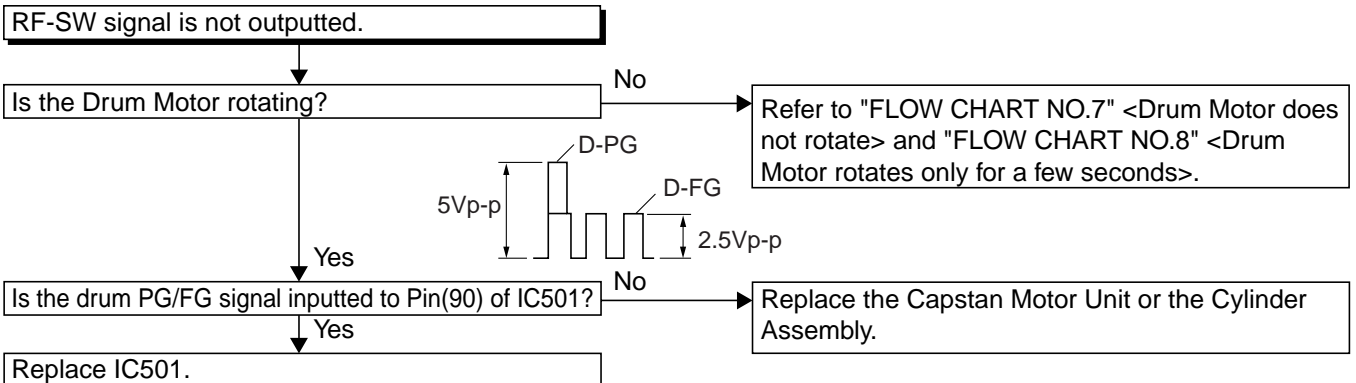 RF-SW signal is not outputted.
Is the Drum Motor rotating?
No
Refer to "FLOW CHART NO.7" <Drum Motor does
not rotate> and "FLOW CHART NO.8" <Drum
Motor rotates only for a few seconds>.
D-PG
D-FG
5Vp-p
2.5Vp-p
Yes
Is the drum PG/FG signal inputted to Pin(90) of IC501?
No
Replace the Capstan Motor Unit or the Cylinder
Assembly.
Yes
Replace IC501.